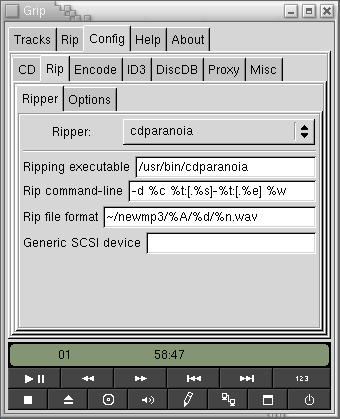 Grip
Tracks Rip Config Help About
CD Rip Encode ID3 DiscDB Proxy Misc
Ripper Options
Ripper: cdparanoia
Ripping executable /usr/bin/cdparanoia
Rip command-line -d %c %t:[.%s]-%t:[.%e] %w
Rip file format ~/newmp3/%A/%d/%n.wav
Generic SCSI device
01 58:47
123